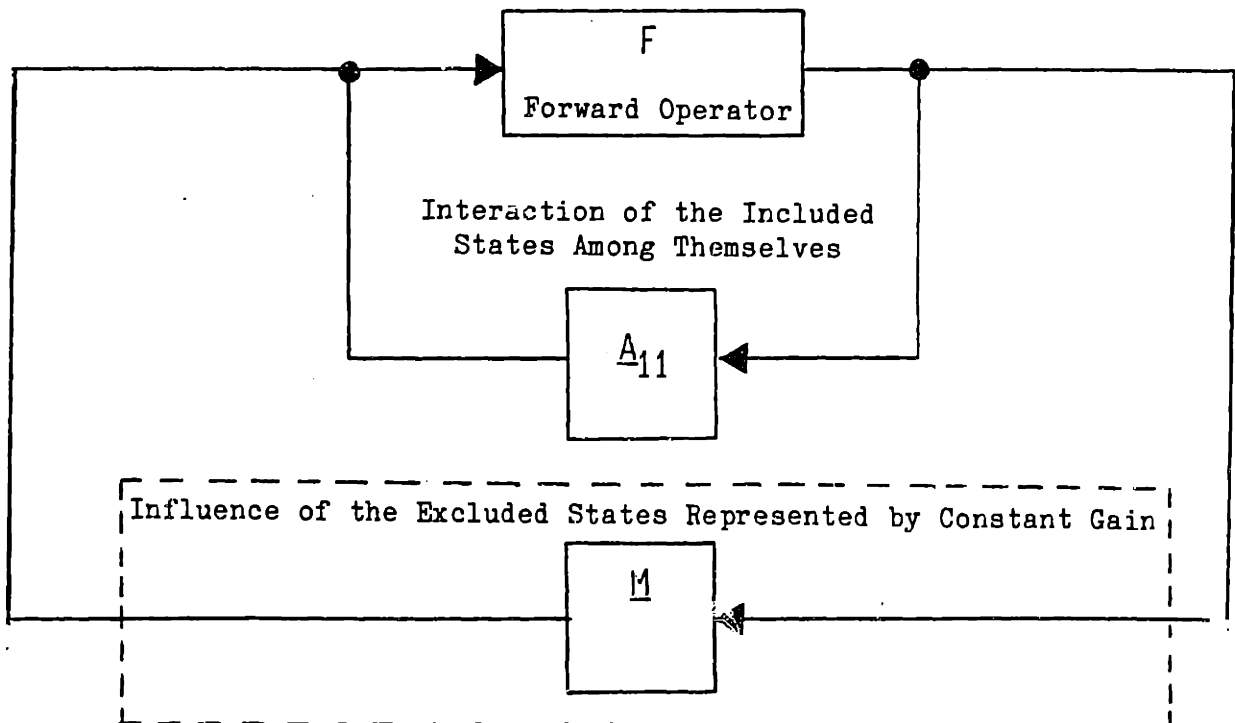 F
Forward Operator
Interaction of the Included
States Among Themselves
A11
Influence of the Excluded States Represented by Constant Gain
M